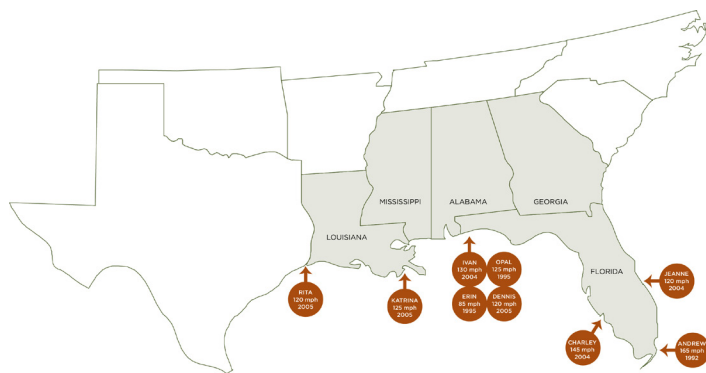 MISSISSIPPI
ALABAMA
GEORGIA
LOUISIANA
FLORIDA
RITA
120 mph
2005
KATRINA
125 mph
2005
IVAN
130 mph
2004
OPAL
125 mph
1995
ERIN
85 mph
1995
DENNIS
120 mph
2005
JEANNE
120 mph
2004
CHARLEY
145 mph
2004
ANDREW
165 mph
1992